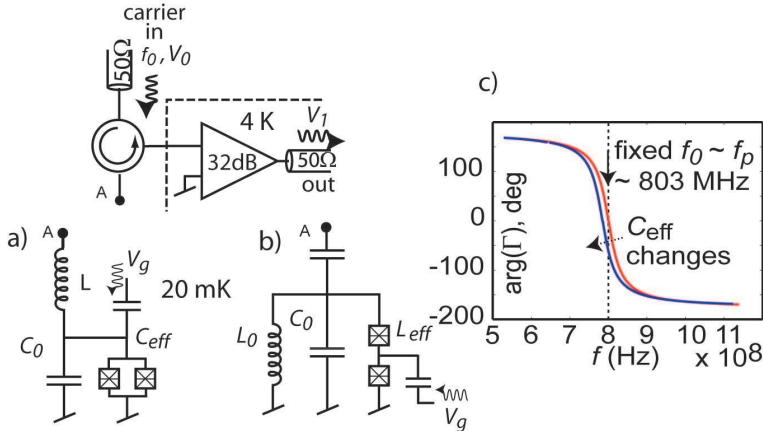 carrier
in
f0 , V0
50Ω
4 K
V1
32dB
50Ω
out
A
a)
A
Vg
L
20 mK
C0
Ceff
b)
A
L0
C0
Leff
Vg
c)
arg(Γ), deg
100
0
-100
-200
fixed f0 ~ fp
~ 803 MHz
Ceff
changes
5 6 7 8 9 10 11
f (Hz)
x 10⁸